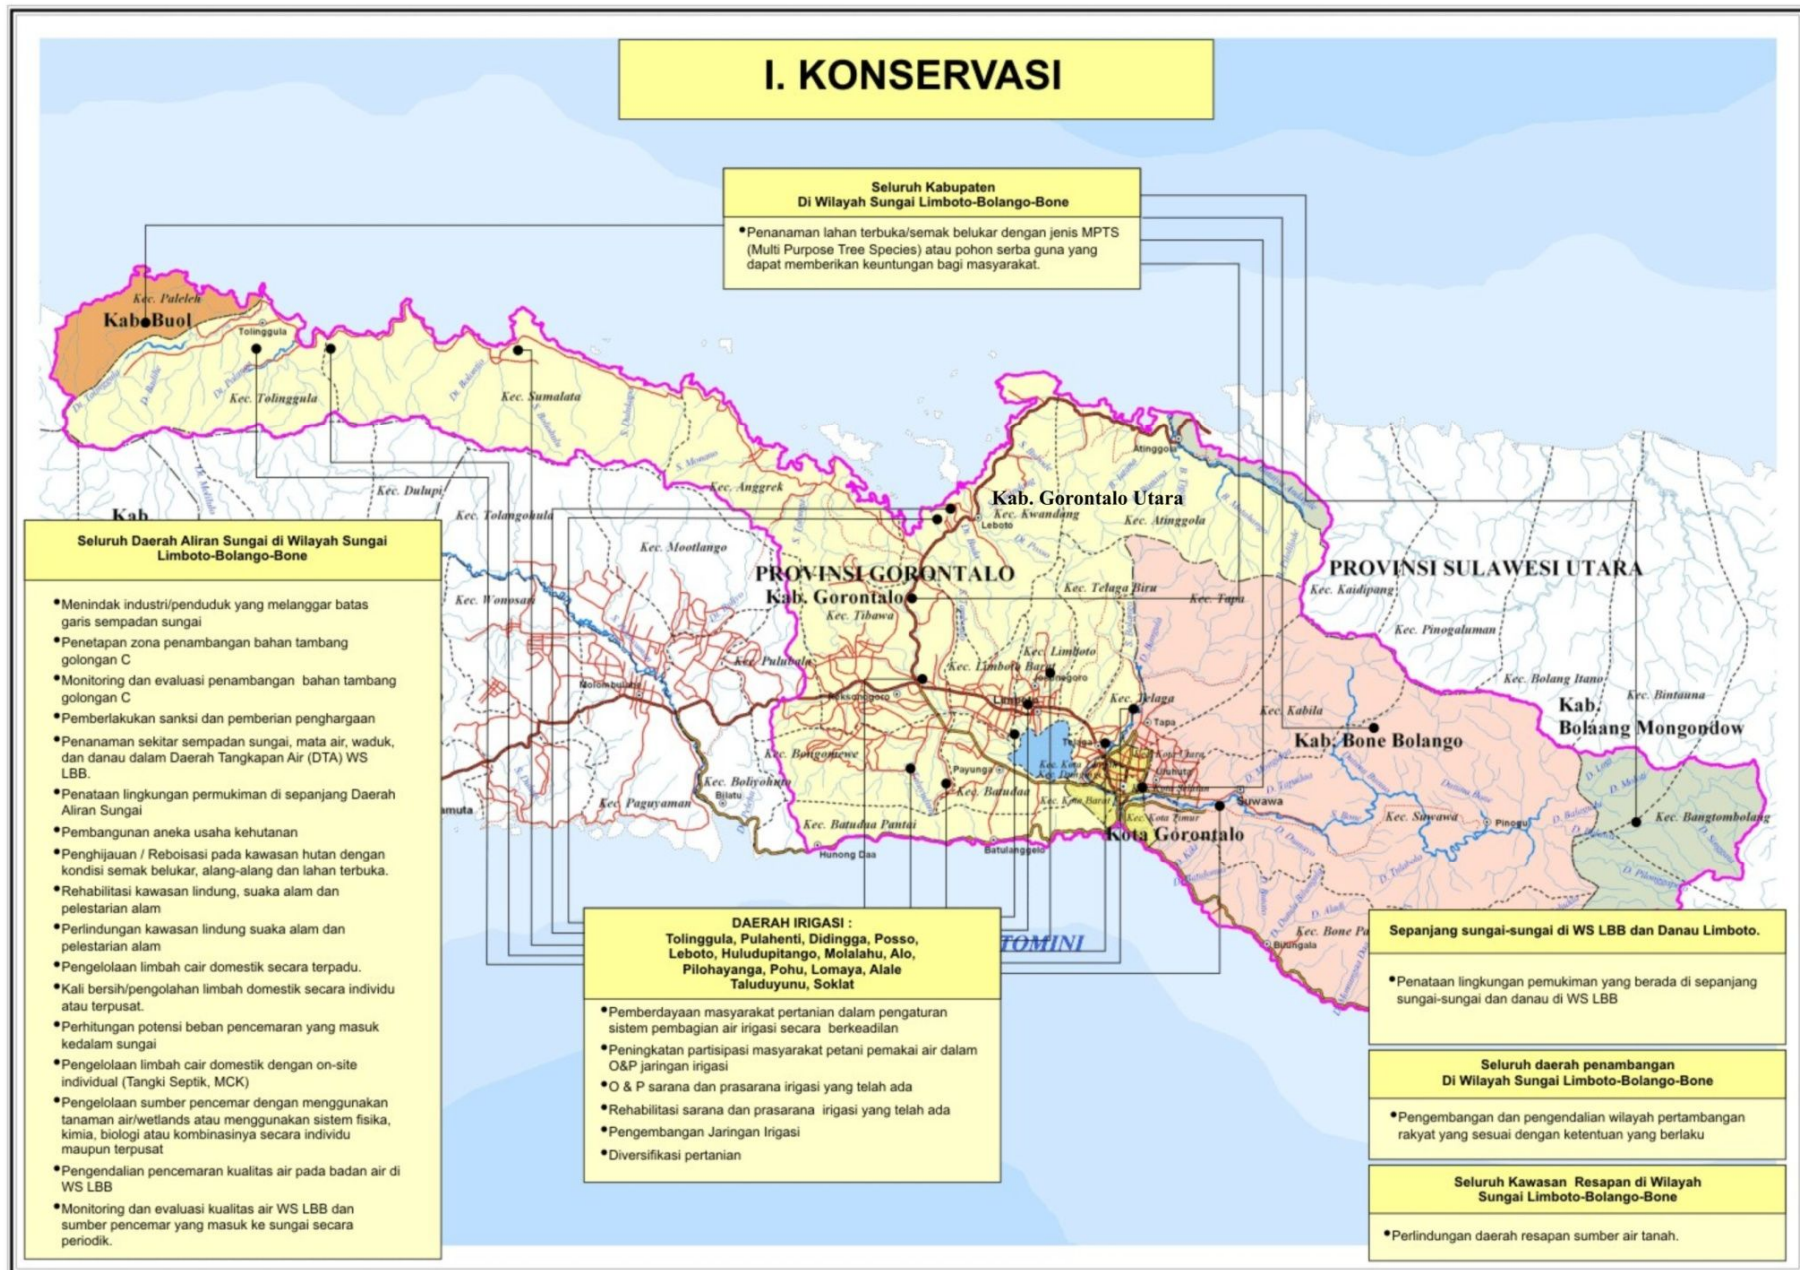 I. KONSERVASI
Seluruh Kabupaten
Di Wilayah Sungai Limboto-Bolango-Bone
•Penanaman lahan terbuka/semak belukar dengan jenis MPTS
(Multi Purpose Tree Species) atau pohon serba guna yang
dapat memberikan keuntungan bagi masyarakat.
Kec. Paleleh
Kab. Buol
Tolinggula
Kec. Tolinggula
Kec. Sumalata
S. Monano
Kec. Anggrek
Kec. Dulupi
Kec. Tolangohula
Kec. Mootlango
Kec. Wonosari
Kab.
Atinggola
Kab. Gorontalo Utara
Kec. Kwandang
Leboto
Kec. Atinggola
PROVINSI GORONTALO
Kab. Gorontalo
Kec. Tibawa
Kec. Telaga Biru
Kec. Tapa
PROVINSI SULAWESI UTARA
Kec. Kaidipang
Kec. Pinogaluman
Kec. Bolang Itano
Kec. Bintauna
Kab.
Bolaang Mongondow
Kec. Pulubala
Kec. Limboto
Kec. Limboto Barat
Kec. Telaga
Tapa
Kec. Kabila
Kab. Bone Bolango
Kec. Bongomewe
Payunga
Kec. Batudaa
Kec. Boliyohuto
Bilatu
Kec. Paguyaman
Kec. Batudaa Pantai
Hunong Daa
Batulanggelo
Kec. Kota Barat
Kec. Kota Timur
Kota Gorontalo
Suwawa
Kec. Suwawa
Pinogu
Kec. Bangtombolang
Bilungala
TOMINI
Seluruh Daerah Aliran Sungai di Wilayah Sungai
Limboto-Bolango-Bone
•Menindak industri/penduduk yang melanggar batas
garis sempadan sungai
•Penetapan zona penambangan bahan tambang
golongan C
•Monitoring dan evaluasi penambangan bahan tambang
golongan C
•Pemberlakukan sanksi dan pemberian penghargaan
•Penanaman sekitar sempadan sungai, mata air, waduk,
dan danau dalam Daerah Tangkapan Air (DTA) WS
LBB.
•Penataan lingkungan permukiman di sepanjang Daerah
Aliran Sungai
•Pembangunan aneka usaha kehutanan
•Penghijauan / Reboisasi pada kawasan hutan dengan
kondisi semak belukar, alang-alang dan lahan terbuka.
•Rehabilitasi kawasan lindung, suaka alam dan
pelestarian alam
•Perlindungan kawasan lindung suaka alam dan
pelestarian alam
•Pengelolaan limbah cair domestik secara terpadu.
•Kali bersih/pengolahan limbah domestik secara individu
atau terpusat.
•Perhitungan potensi beban pencemaran yang masuk
kedalam sungai
•Pengelolaan limbah cair domestik dengan on-site
individual (Tangki Septik, MCK)
•Pengelolaan sumber pencemar dengan menggunakan
tanaman air/wetlands atau menggunakan sistem fisika,
kimia, biologi atau kombinasinya secara individu
maupun terpusat
•Pengendalian pencemaran kualitas air pada badan air di
WS LBB
•Monitoring dan evaluasi kualitas air WS LBB dan
sumber pencemar yang masuk ke sungai secara
periodik.
DAERAH IRIGASI :
Tolinggula, Pulahenti, Didingga, Posso,
Leboto, Huludupitango, Molalahu, Alo,
Pilohayanga, Pohu, Lomaya, Alale
Taluduyunu, Soklat
•Pemberdayaan masyarakat pertanian dalam pengaturan
sistem pembagian air irigasi secara berkeadilan
•Peningkatan partisipasi masyarakat petani pemakai air dalam
O&P jaringan irigasi
•O & P sarana dan prasarana irigasi yang telah ada
•Rehabilitasi sarana dan prasarana irigasi yang telah ada
•Pengembangan Jaringan Irigasi
•Diversifikasi pertanian
Sepanjang sungai-sungai di WS LBB dan Danau Limboto.
•Penataan lingkungan pemukiman yang berada di sepanjang
sungai-sungai dan danau di WS LBB
Seluruh daerah penambangan
Di Wilayah Sungai Limboto-Bolango-Bone
•Pengembangan dan pengendalian wilayah pertambangan
rakyat yang sesuai dengan ketentuan yang berlaku
Seluruh Kawasan Resapan di Wilayah
Sungai Limboto-Bolango-Bone
•Perlindungan daerah resapan sumber air tanah.